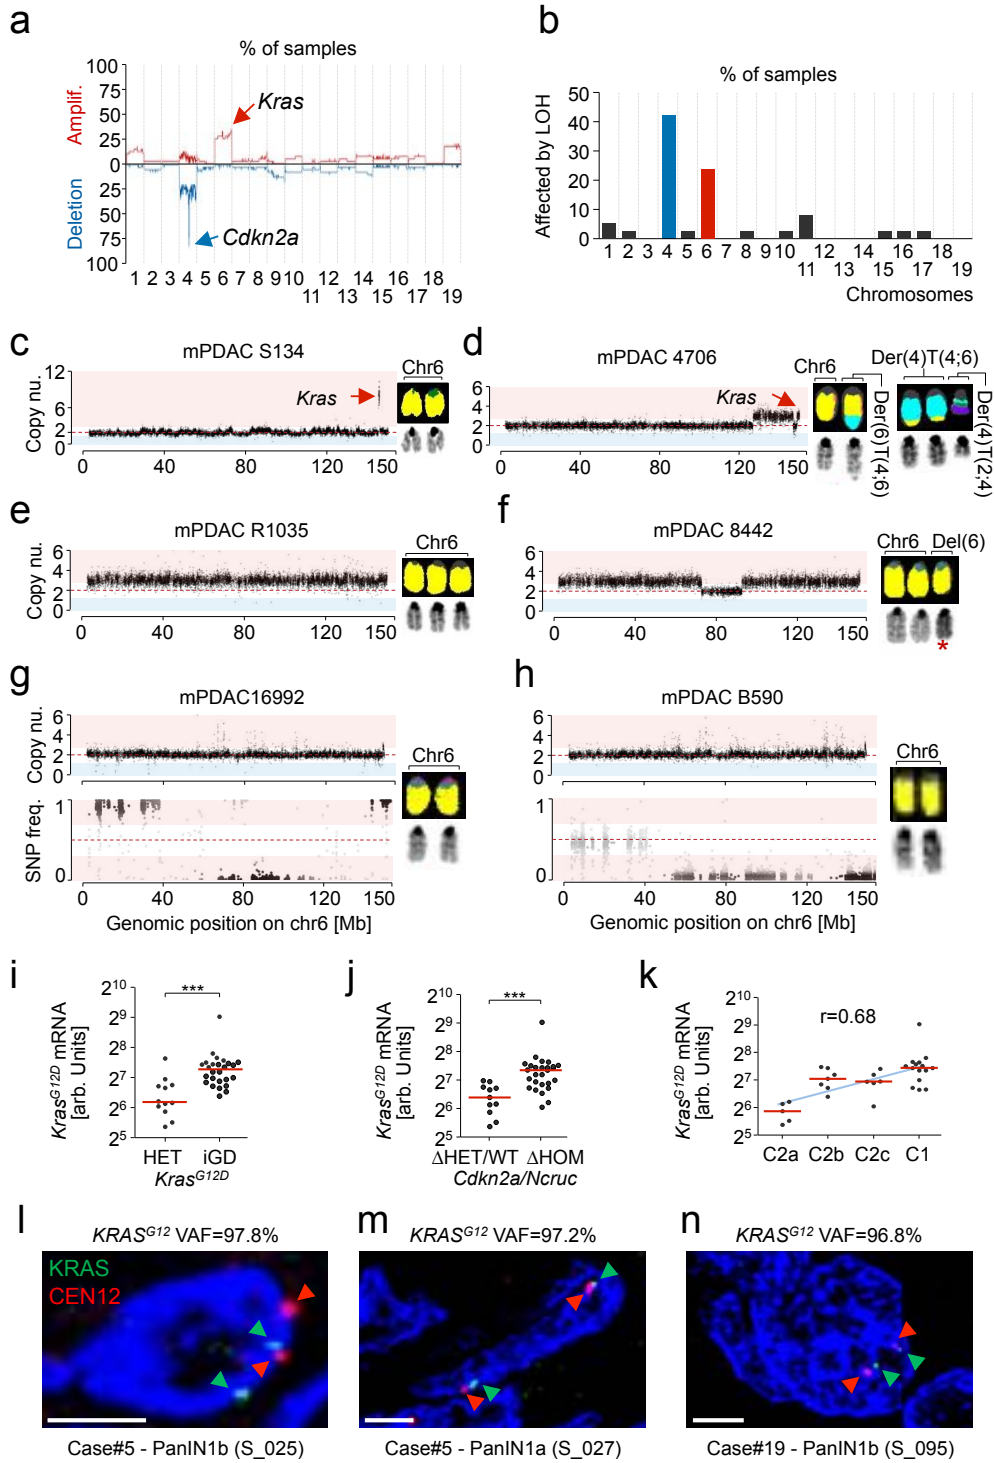 a
% of samples
Amplif.
Deletion
100
75
50
25
0
25
50
75
100
Kras
Cdkn2a
1 2 3 4 5 6 7 8 9 10 12 14 16 18
11 13 15 17 19
b
% of samples
Affected by LOH
50
40
30
20
10
0
1 2 3 4 5 6 7 8 9 10 12 14 16 18
11 13 15 17 19
Chromosomes
c
mPDAC S134
Copy nu.
12
8
4
2
0
Kras
Chr6
0 40 80 120 150
d
mPDAC 4706
6
4
2
0
Kras
Chr6
Der(6)T(4;6)
Der(4)T(4;6)
Der(4)T(2;4)
0 40 80 120 150
e
mPDAC R1035
Copy nu.
6
4
2
0
Chr6
0 40 80 120 150
f
mPDAC 8442
6
4
2
0
Chr6 Del(6)
*
0 40 80 120 150
g
mPDAC16992
Copy nu.
6
4
2
0
Chr6
SNP freq.
1
0
0 40 80 120 150
Genomic position on chr6 [Mb]
h
mPDAC B590
6
4
2
0
Chr6
1
0
0 40 80 120 150
Genomic position on chr6 [Mb]
i
Kras^G12D mRNA
[arb. Units]
2^10
2^9
2^8
2^7
2^6
2^5
***
HET iGD
Kras^G12D
j
Kras^G12D mRNA
[arb. Units]
2^10
2^9
2^8
2^7
2^6
2^5
***
ΔHET/WT ΔHOM
Cdkn2a/Ncruc
k
Kras^G12D mRNA
[arb. Units]
2^10
2^9
2^8
2^7
2^6
2^5
r=0.68
C2a C2b C2c C1
l
KRAS^G12 VAF=97.8%
KRAS
CEN12
Case#5 - PanIN1b (S_025)
m
KRAS^G12 VAF=97.2%
Case#5 - PanIN1a (S_027)
n
KRAS^G12 VAF=96.8%
Case#19 - PanIN1b (S_095)